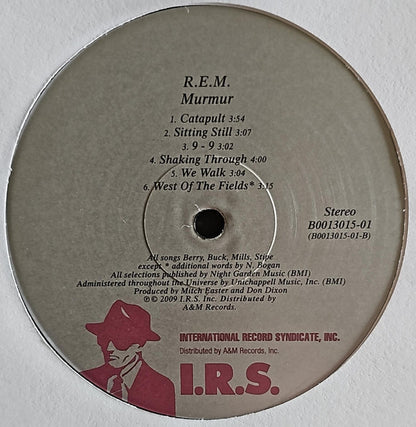 R.E.M.
Murmur
1. Catapult 3:54
2. Sitting Still 3:07
3. 9 - 9 3:02
4. Shaking Through 4:00
5. We Walk 3:04
6. West Of The Fields* 3:15
Stereo
B0013015-01
(B0013015-01-B)
All songs Berry, Buck, Mills, Stipe
except * additional words by N. Bogan
All selections published by Night Garden Music (BMI)
Administered throughout the Universe by Unichappell Music, Inc. (BMI)
Produced by Mitch Easter and Don Dixon
℗ © 2009 I.R.S. Inc. Distributed by
A&M Records.
INTERNATIONAL RECORD SYNDICATE, INC.
Distributed by A&M Records, Inc.
I.R.S.